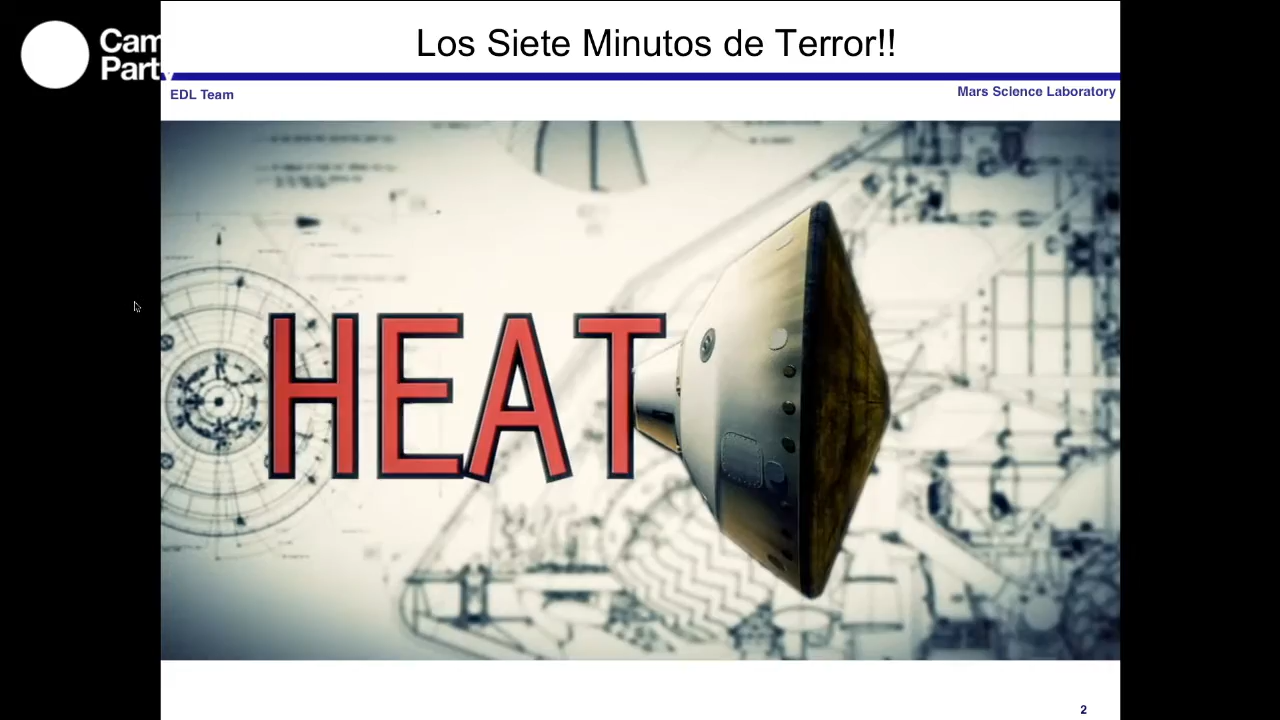 Los Siete Minutos de Terror!!
Cam
Party
EDL Team
Mars Science Laboratory
HEAT
2